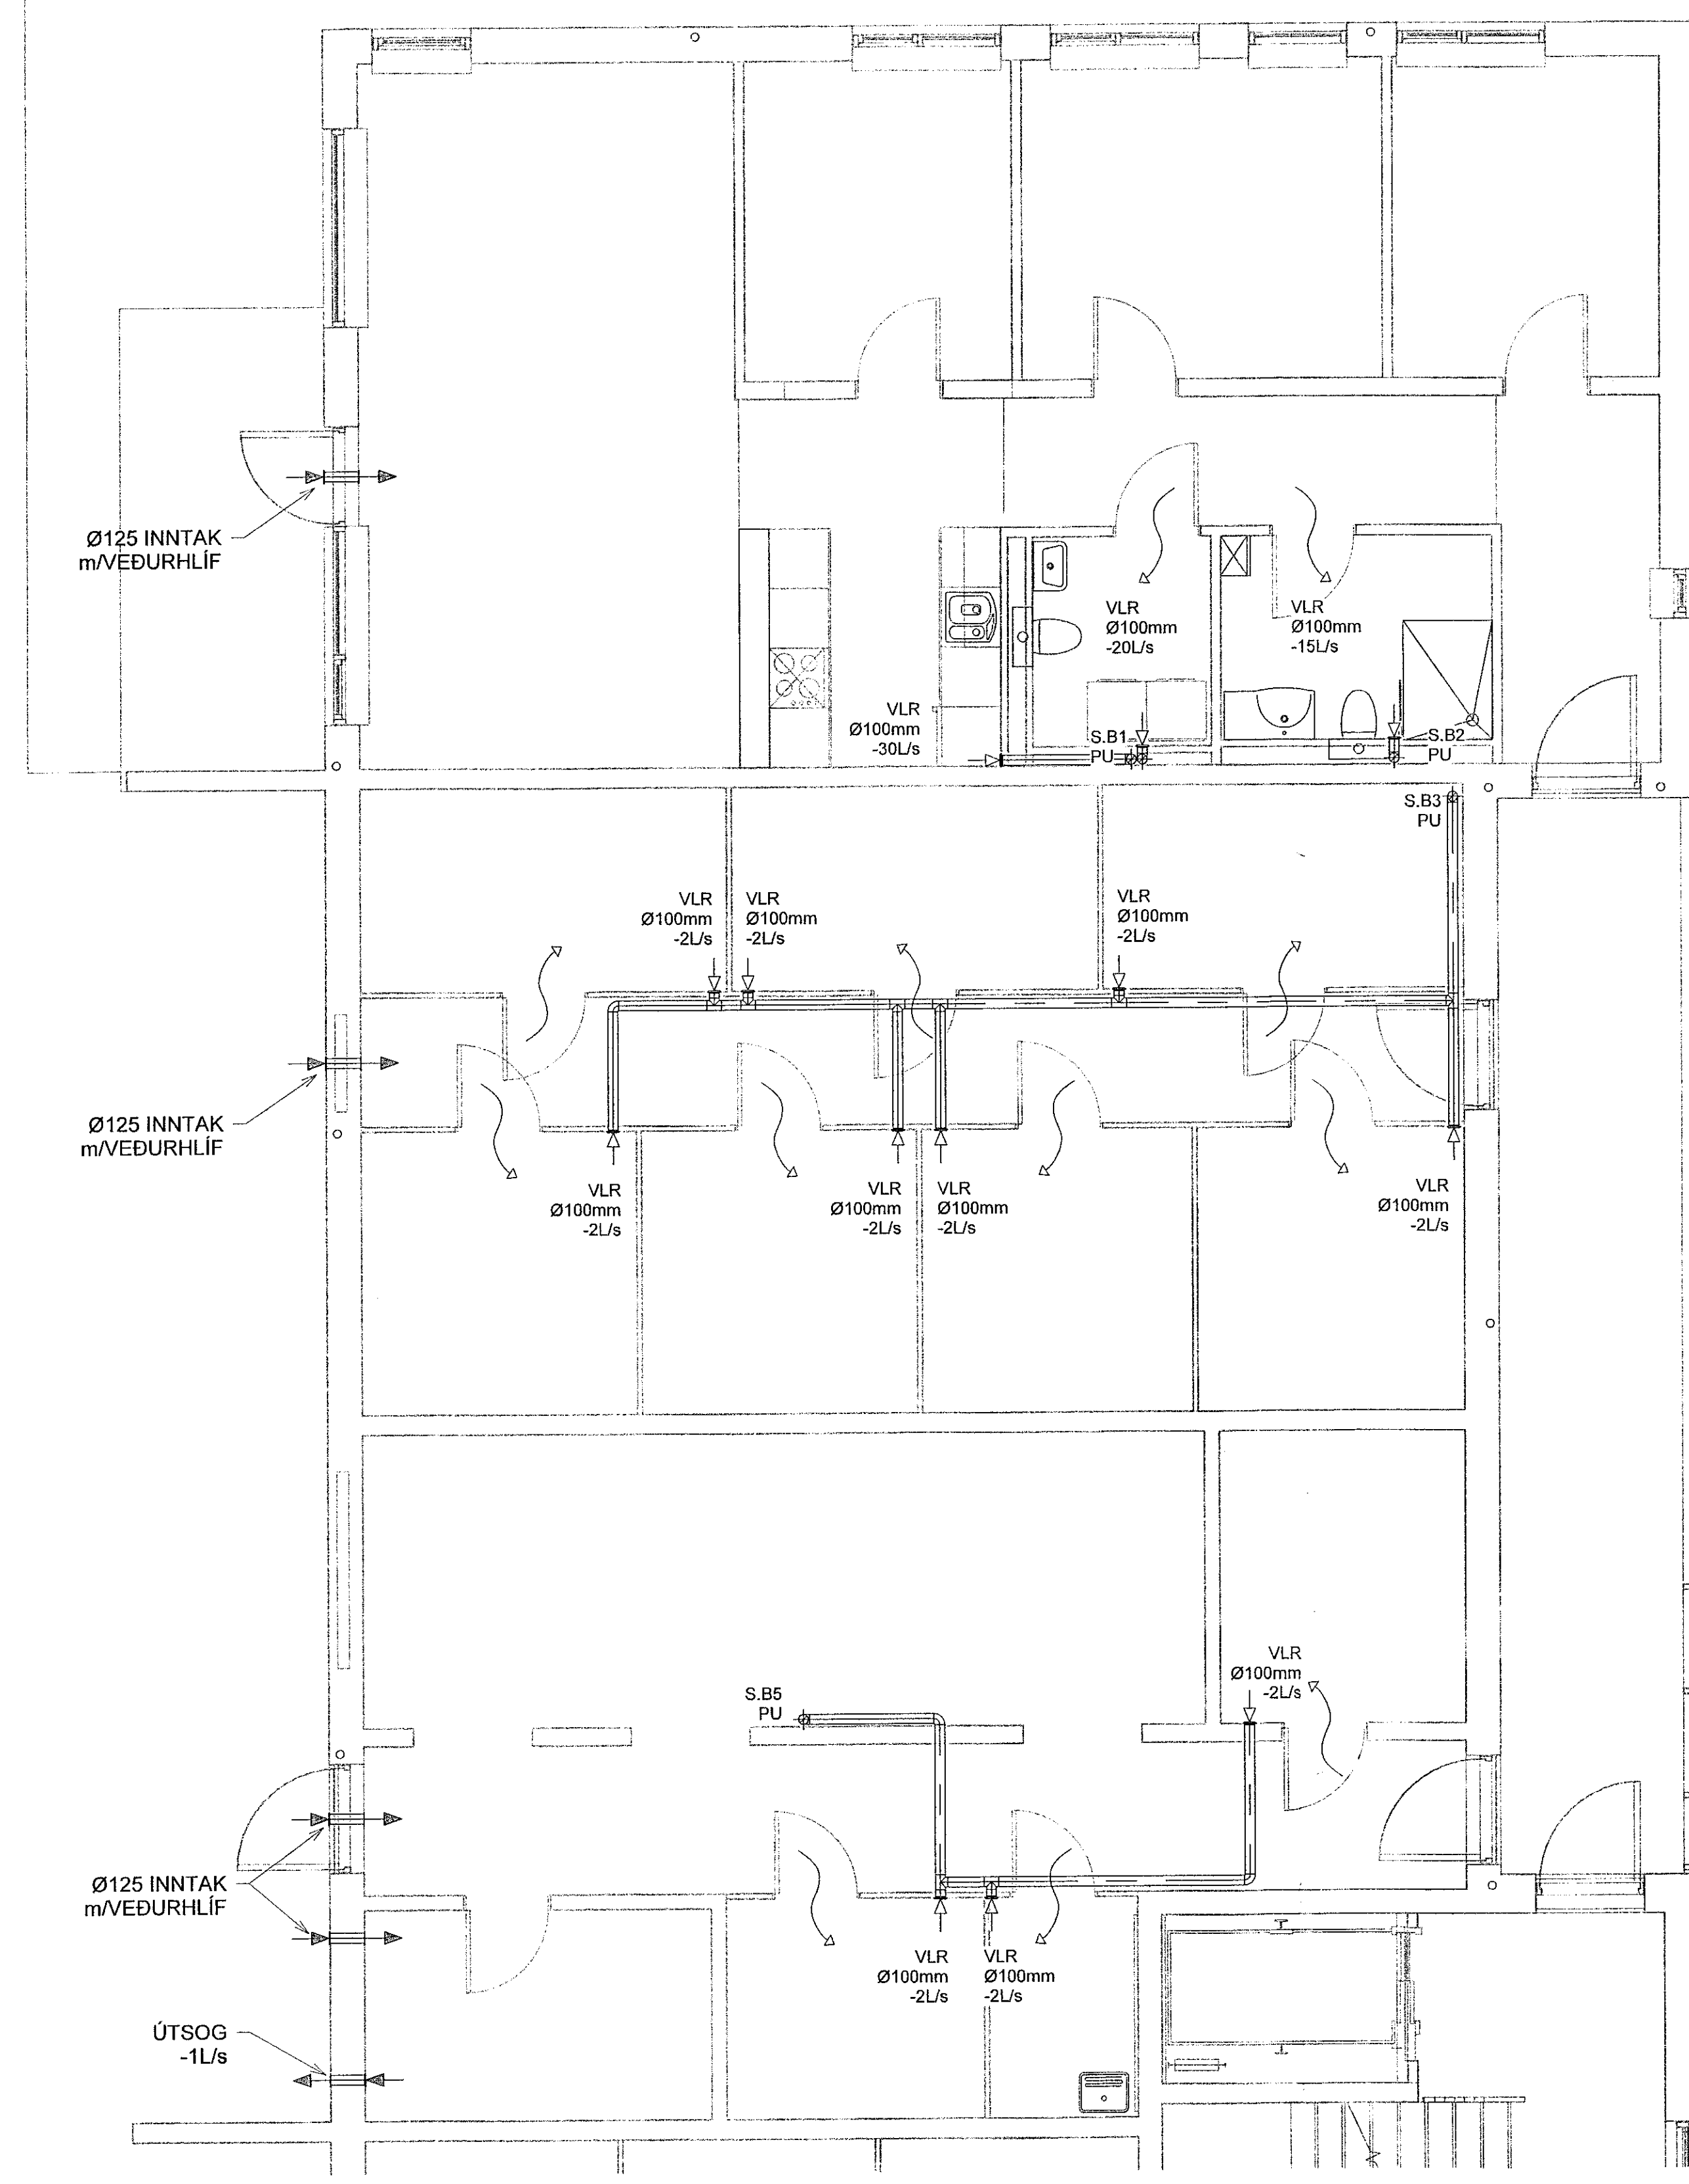 Ø125 INNTAK
m/VEÐURHLÍF
VLR
Ø100mm
-20L/s
VLR
Ø100mm
-15L/s
VLR
Ø100mm
-30L/s
S.B1
PU
S.B2
PU
S.B3
PU
VLR
Ø100mm
-2L/s
VLR
Ø100mm
-2L/s
VLR
Ø100mm
-2L/s
Ø125 INNTAK
m/VEÐURHLÍF
VLR
Ø100mm
-2L/s
VLR
Ø100mm
-2L/s
VLR
Ø100mm
-2L/s
VLR
Ø100mm
-2L/s
VLR
Ø100mm
-2L/s
S.B5
PU
Ø125 INNTAK
m/VEÐURHLÍF
VLR
Ø100mm
-2L/s
VLR
Ø100mm
-2L/s
ÚTSOG
-1L/s